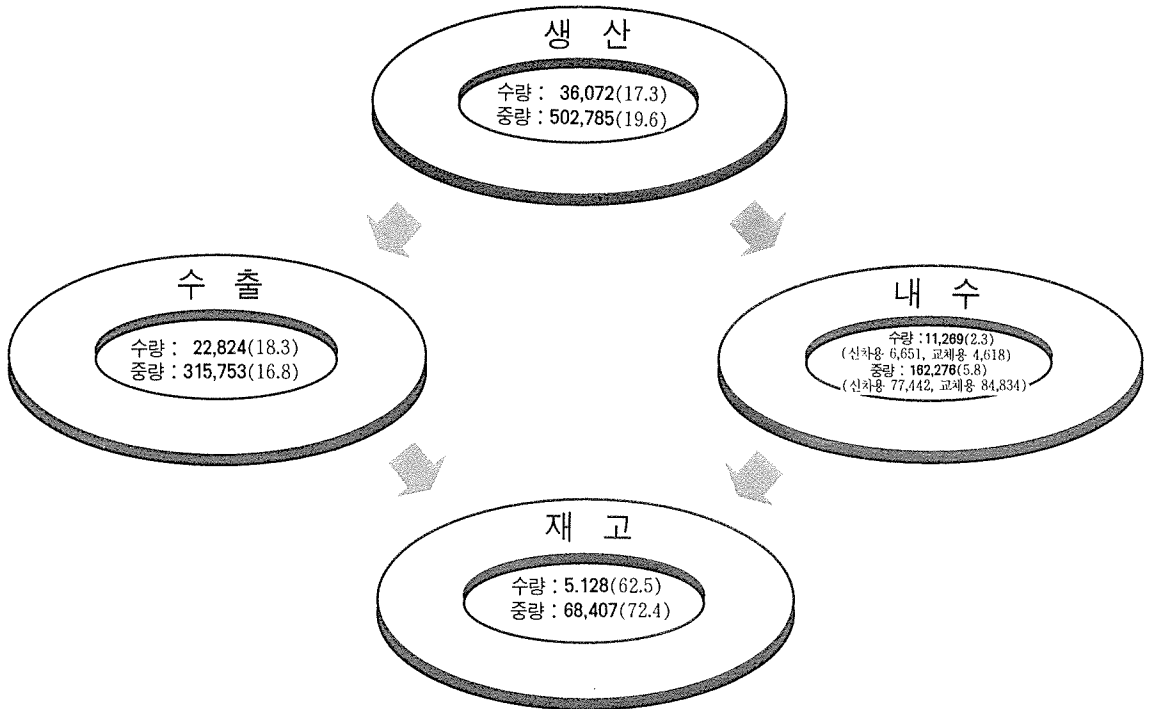 생 산
수량 : 36,072(17.3)
중량 : 502,785(19.6)
수 출
수량 : 22,824(18.3)
중량 : 315,753(16.8)
내 수
수량 :11,269(2.3)
(신차용 6,651, 교체용 4,618)
중량 : 162,276(5.8)
(신차용 77,442, 교체용 84,834)
재 고
수량 : 5.128(62.5)
중량 : 68,407(72.4)